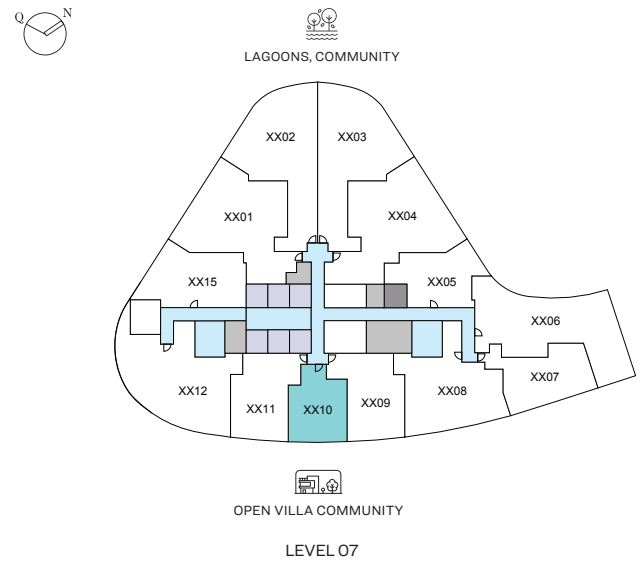 Q N
LAGOONS, COMMUNITY
XX02 XX03
XX01 XX04
XX15 XX05
XX06
XX12 XX11 XX10 XX09 XX08 XX07
OPEN VILLA COMMUNITY
LEVEL 07